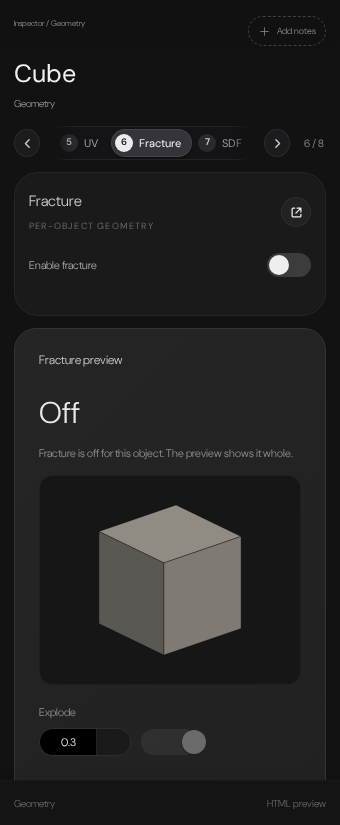 Inspector / Geometry
Add notes
Cube
Geometry
5 UV 6 Fracture 7 SDF 6 / 8
Fracture
PER-OBJECT GEOMETRY
Enable fracture
Fracture preview
Off
Fracture is off for this object. The preview shows it whole.
Explode
0.3
Geometry HTML preview